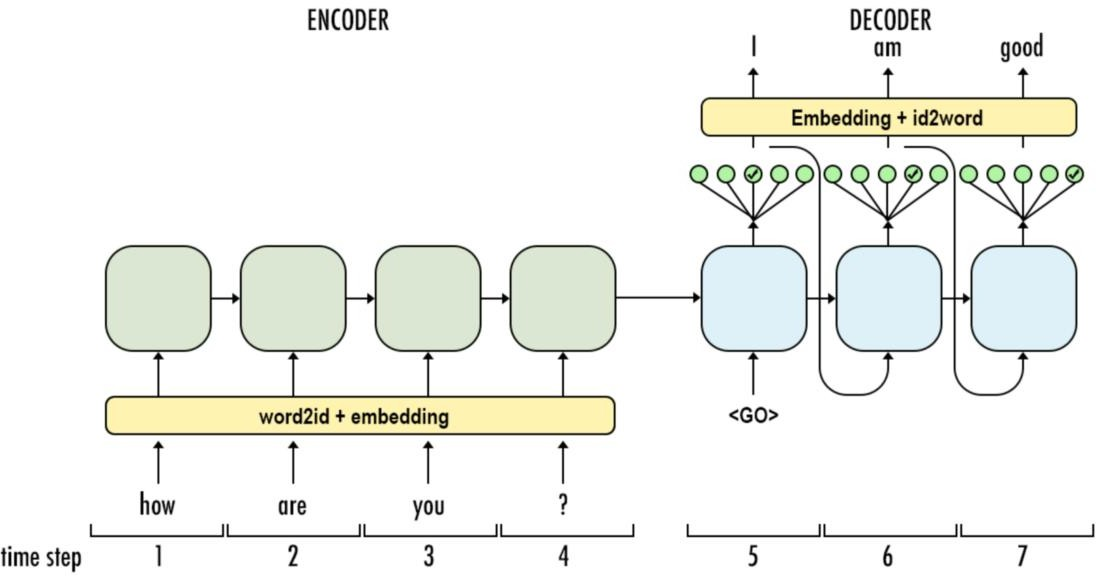 ENCODER
DECODER
I am good
Embedding + id2word
<GO>
word2id + embedding
how are you ?
time step 1 2 3 4 5 6 7